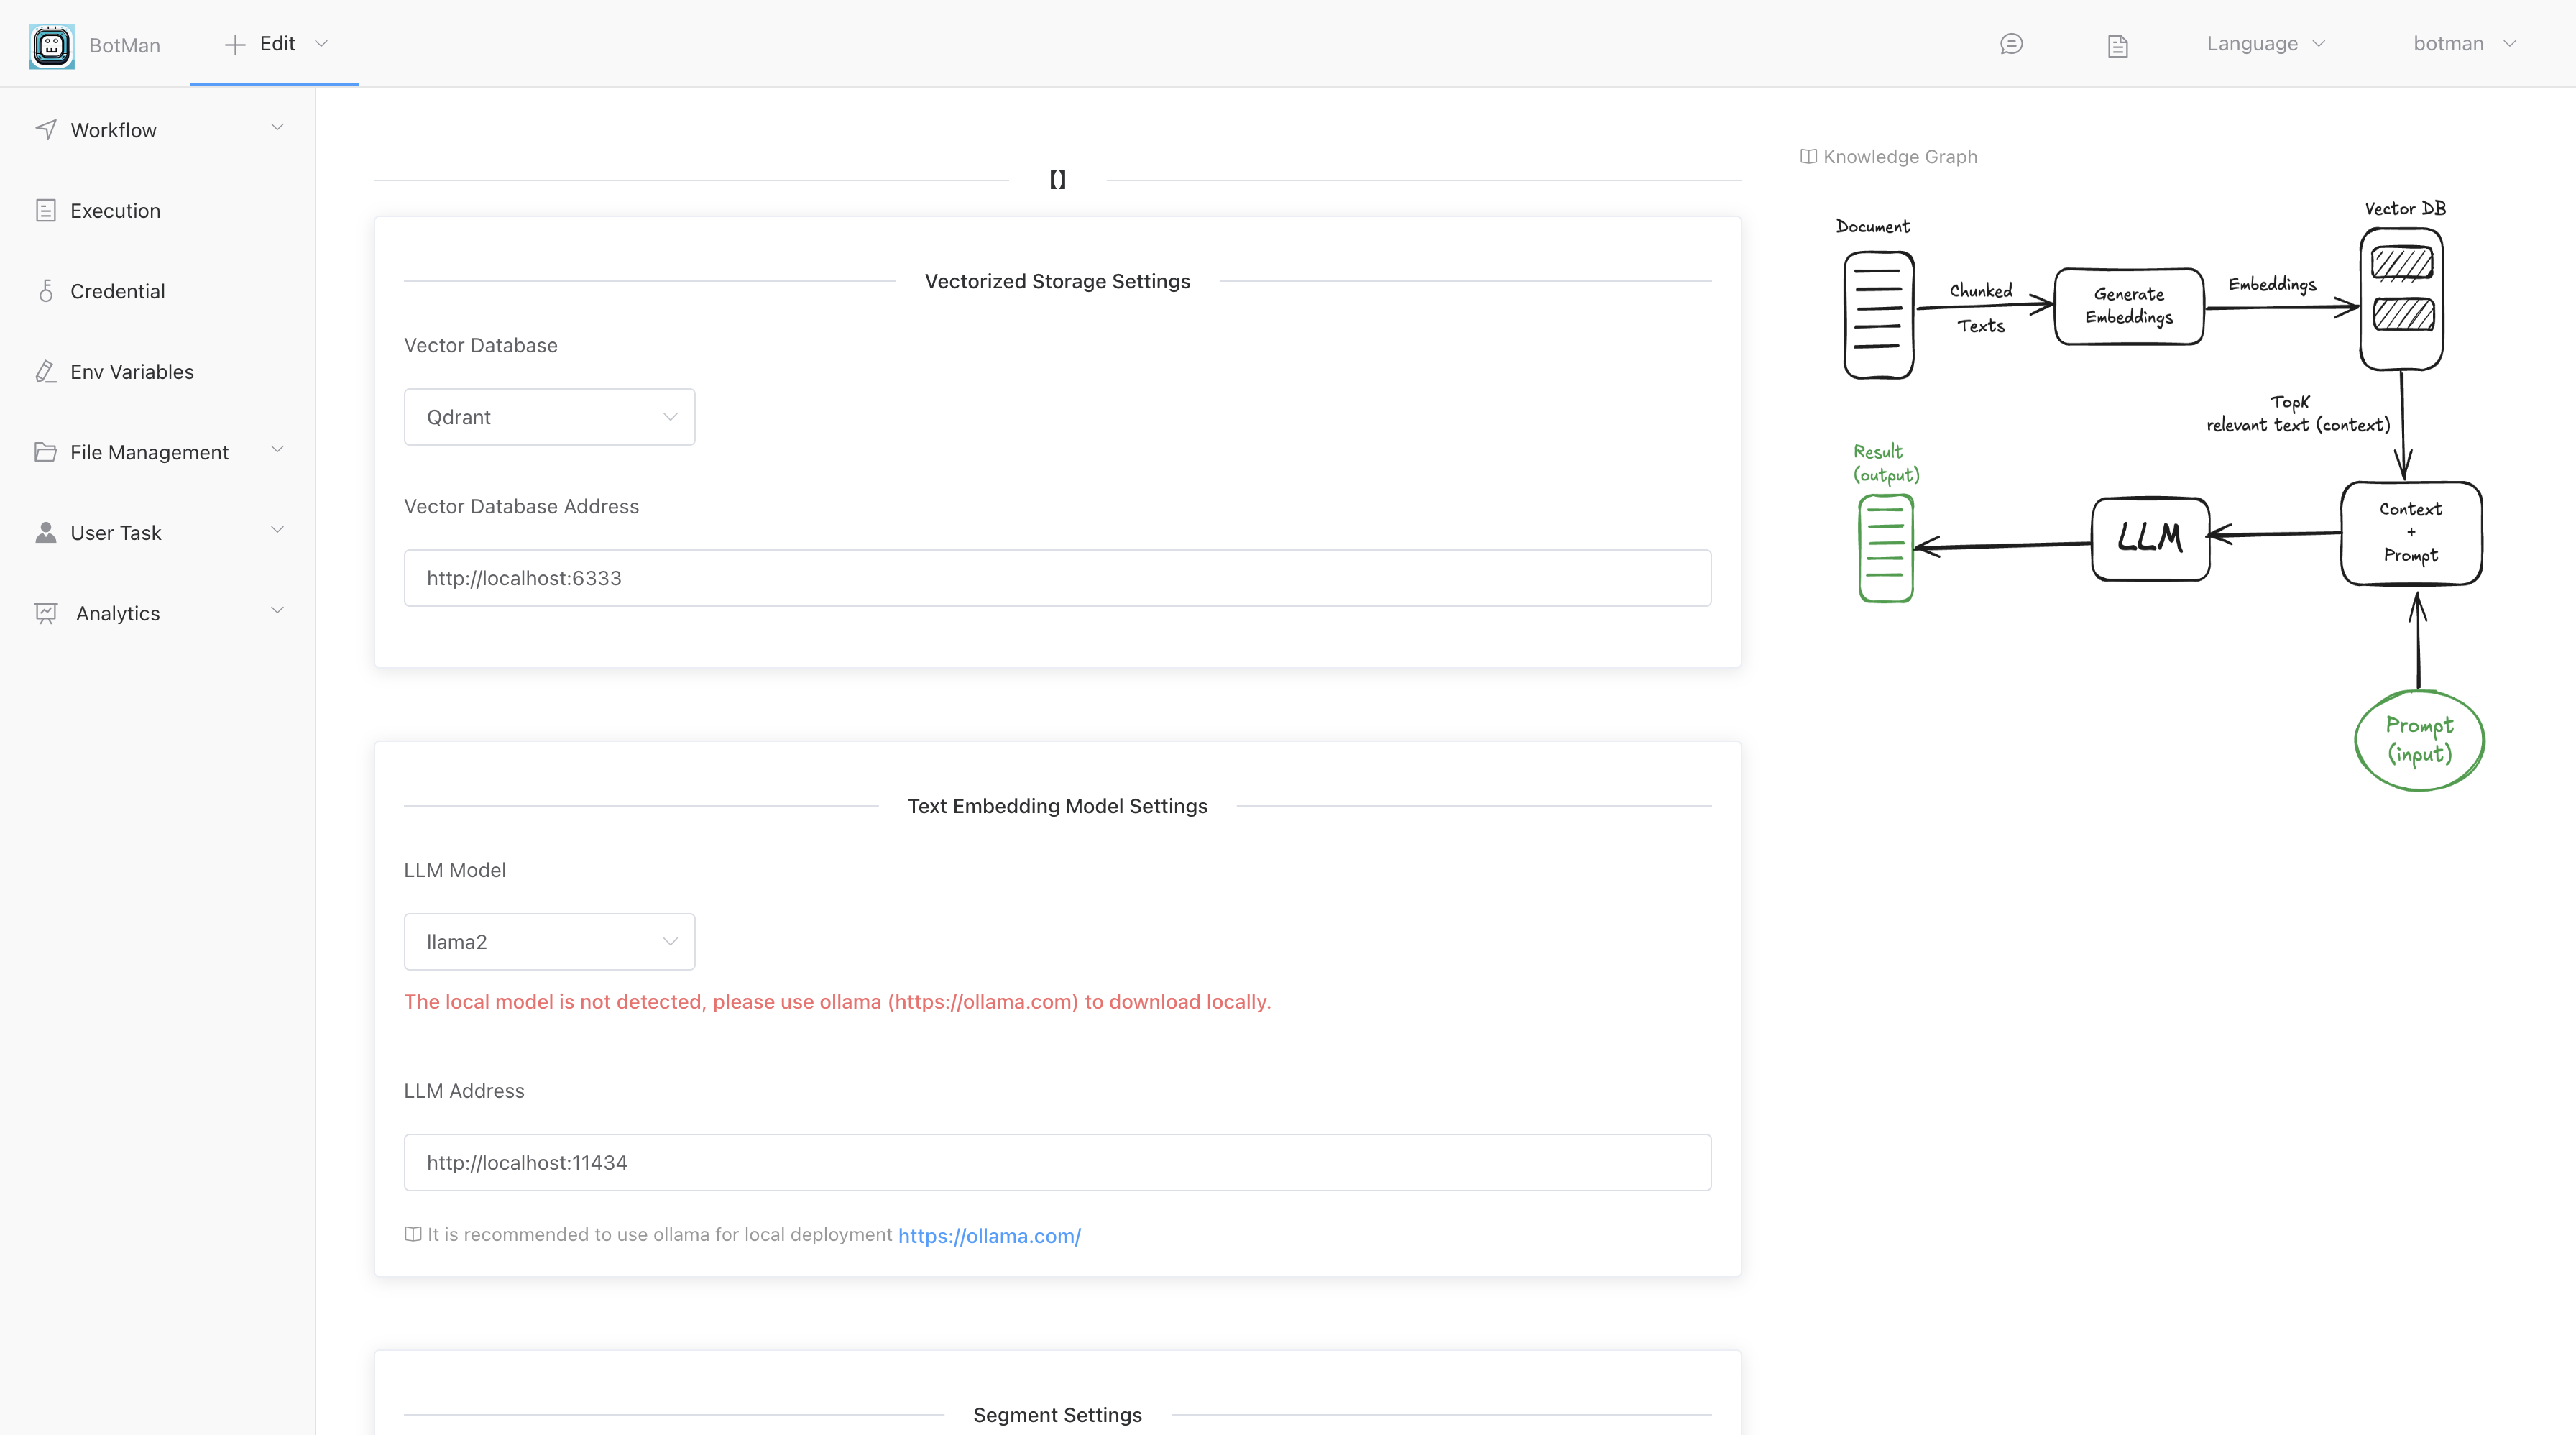 BotMan
Edit
Language
botman
Workflow
Execution
Credential
Env Variables
File Management
User Task
Analytics
【】
Vectorized Storage Settings
Vector Database
Qdrant
Vector Database Address
http://localhost:6333
Text Embedding Model Settings
LLM Model
llama2
The local model is not detected, please use ollama (https://ollama.com) to download locally.
LLM Address
http://localhost:11434
It is recommended to use ollama for local deployment https://ollama.com/
Segment Settings
Knowledge Graph
Document
Chunked
Texts
Generate
Embeddings
Embeddings
Vector DB
TopK
relevant text (context)
Context
+
Prompt
LLM
Result
(output)
Prompt
(input)